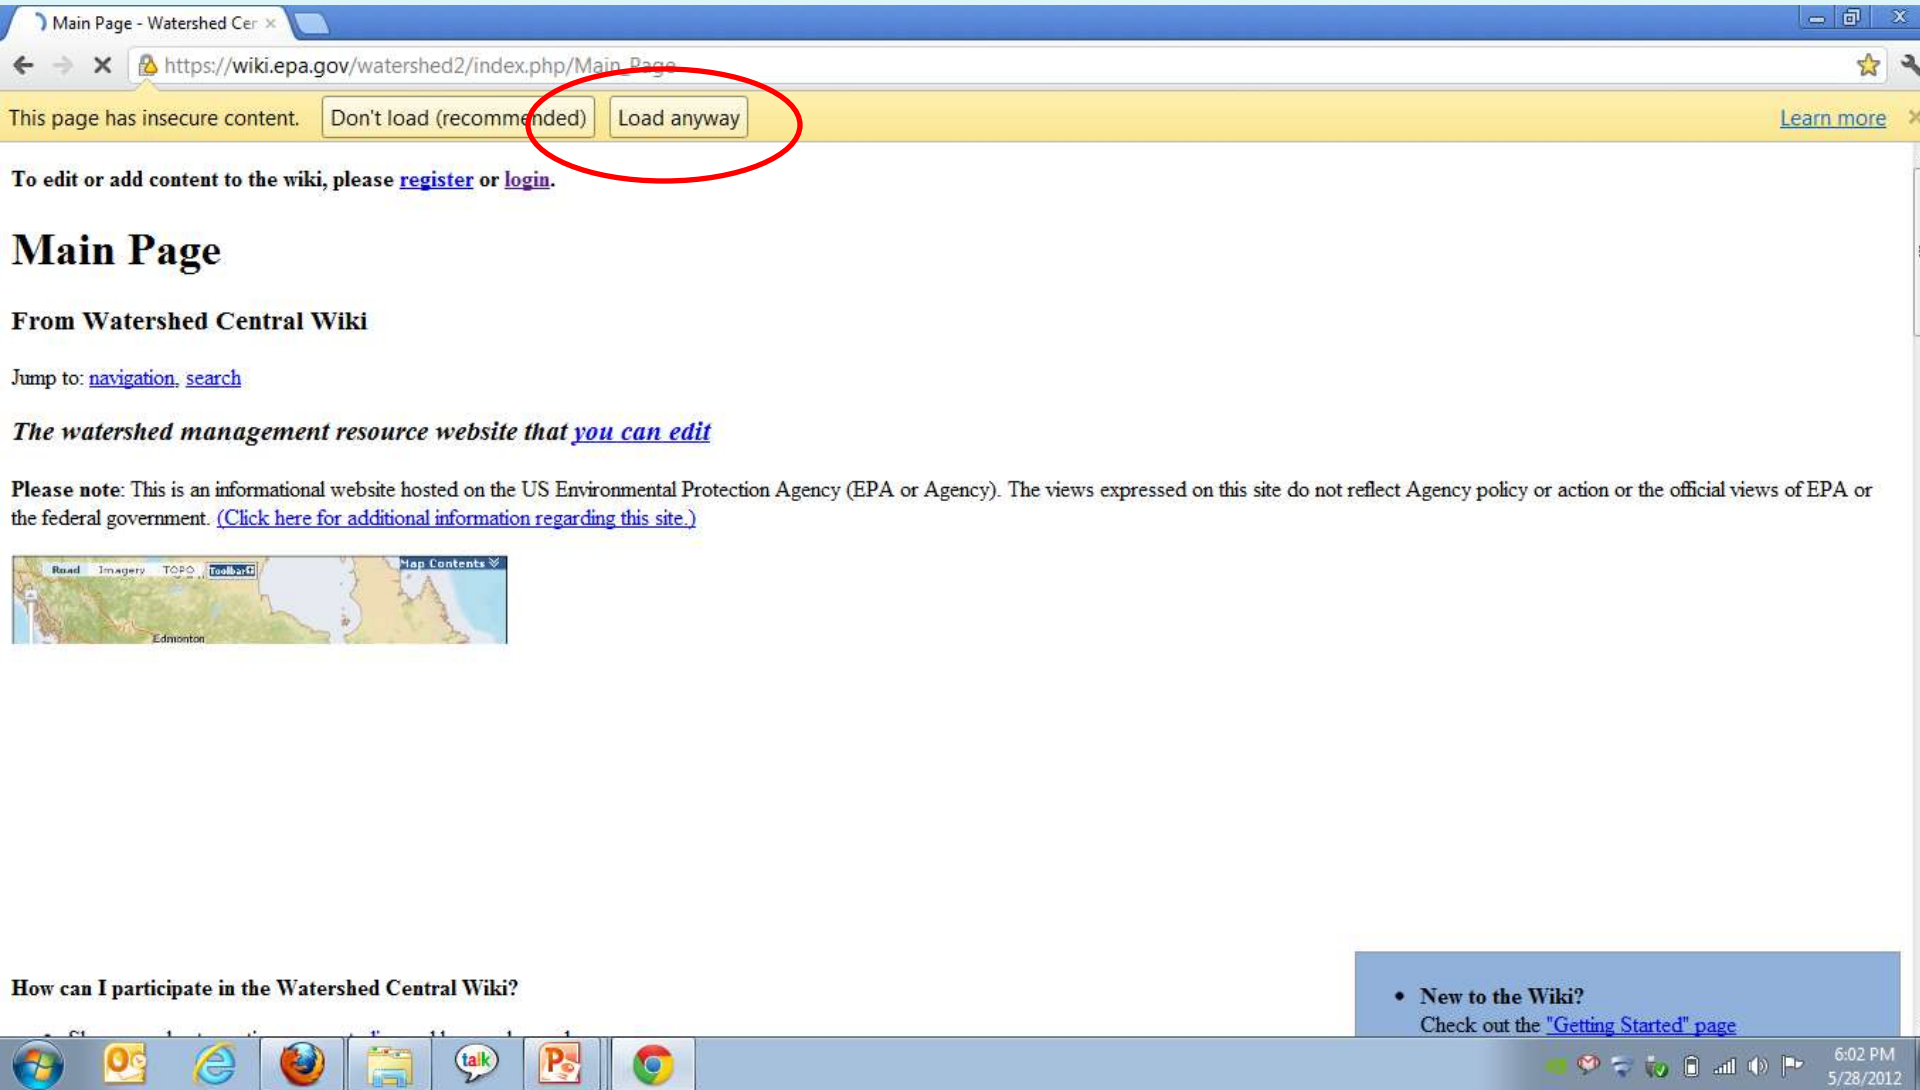 Main Page - Watershed Cer
https://wiki.epa.gov/watershed2/index.php/Main_Page
This page has insecure content. Don't load (recommended) Load anyway Learn more
To edit or add content to the wiki, please register or login.
Main Page
From Watershed Central Wiki
Jump to: navigation, search
The watershed management resource website that you can edit
Please note: This is an informational website hosted on the US Environmental Protection Agency (EPA or Agency). The views expressed on this site do not reflect Agency policy or action or the official views of EPA or
the federal government. (Click here for additional information regarding this site.)
Road Imagery TOPO Toolbar Map Contents
Edmonton
How can I participate in the Watershed Central Wiki?
New to the Wiki?
Check out the "Getting Started" page
talk
6:02 PM
5/28/2012